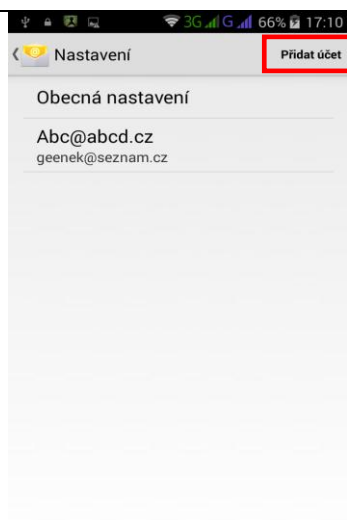 3G G 66% 17:10
Nastavení Přidat účet
Obecná nastavení
Abc@abcd.cz
geenek@seznam.cz